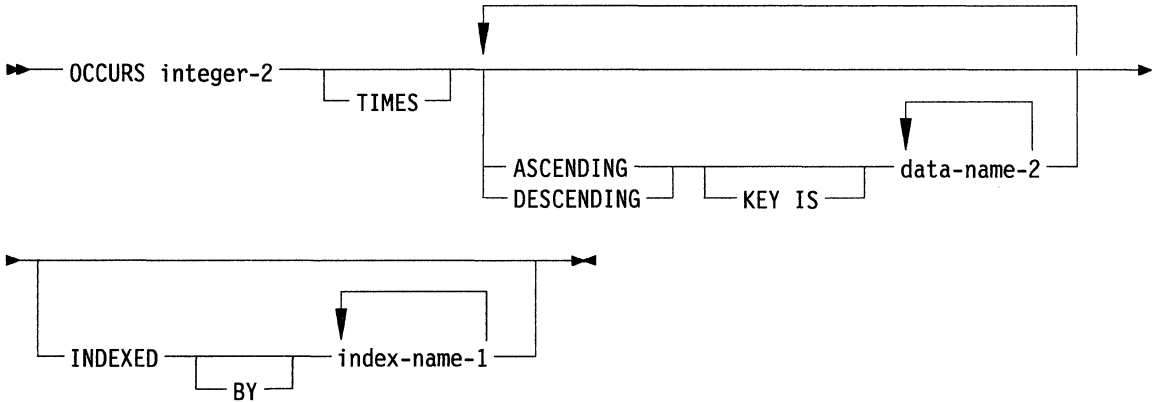 OCCURS integer-2
TIMES
ASCENDING
DESCENDING
KEY IS
data-name-2
INDEXED
BY
index-name-1